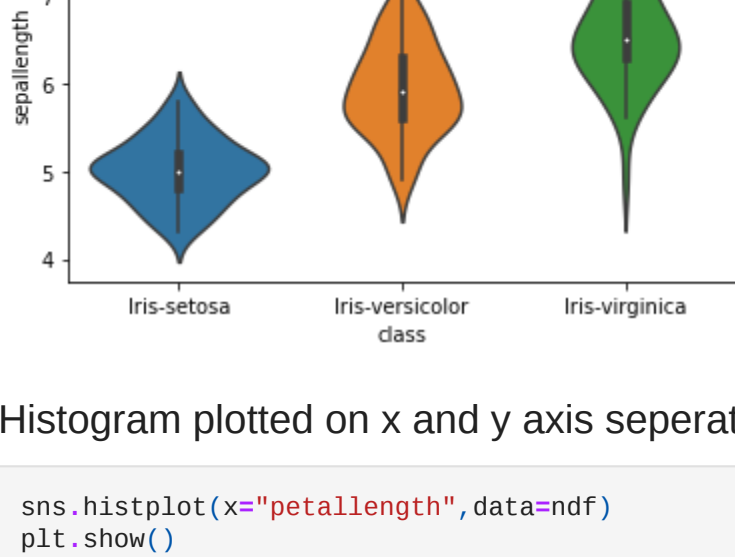 sepallength
6
5
4
Iris-setosa Iris-versicolor Iris-virginica
class
Histogram plotted on x and y axis seperat
sns.histplot(x="petallength",data=ndf)
plt.show()